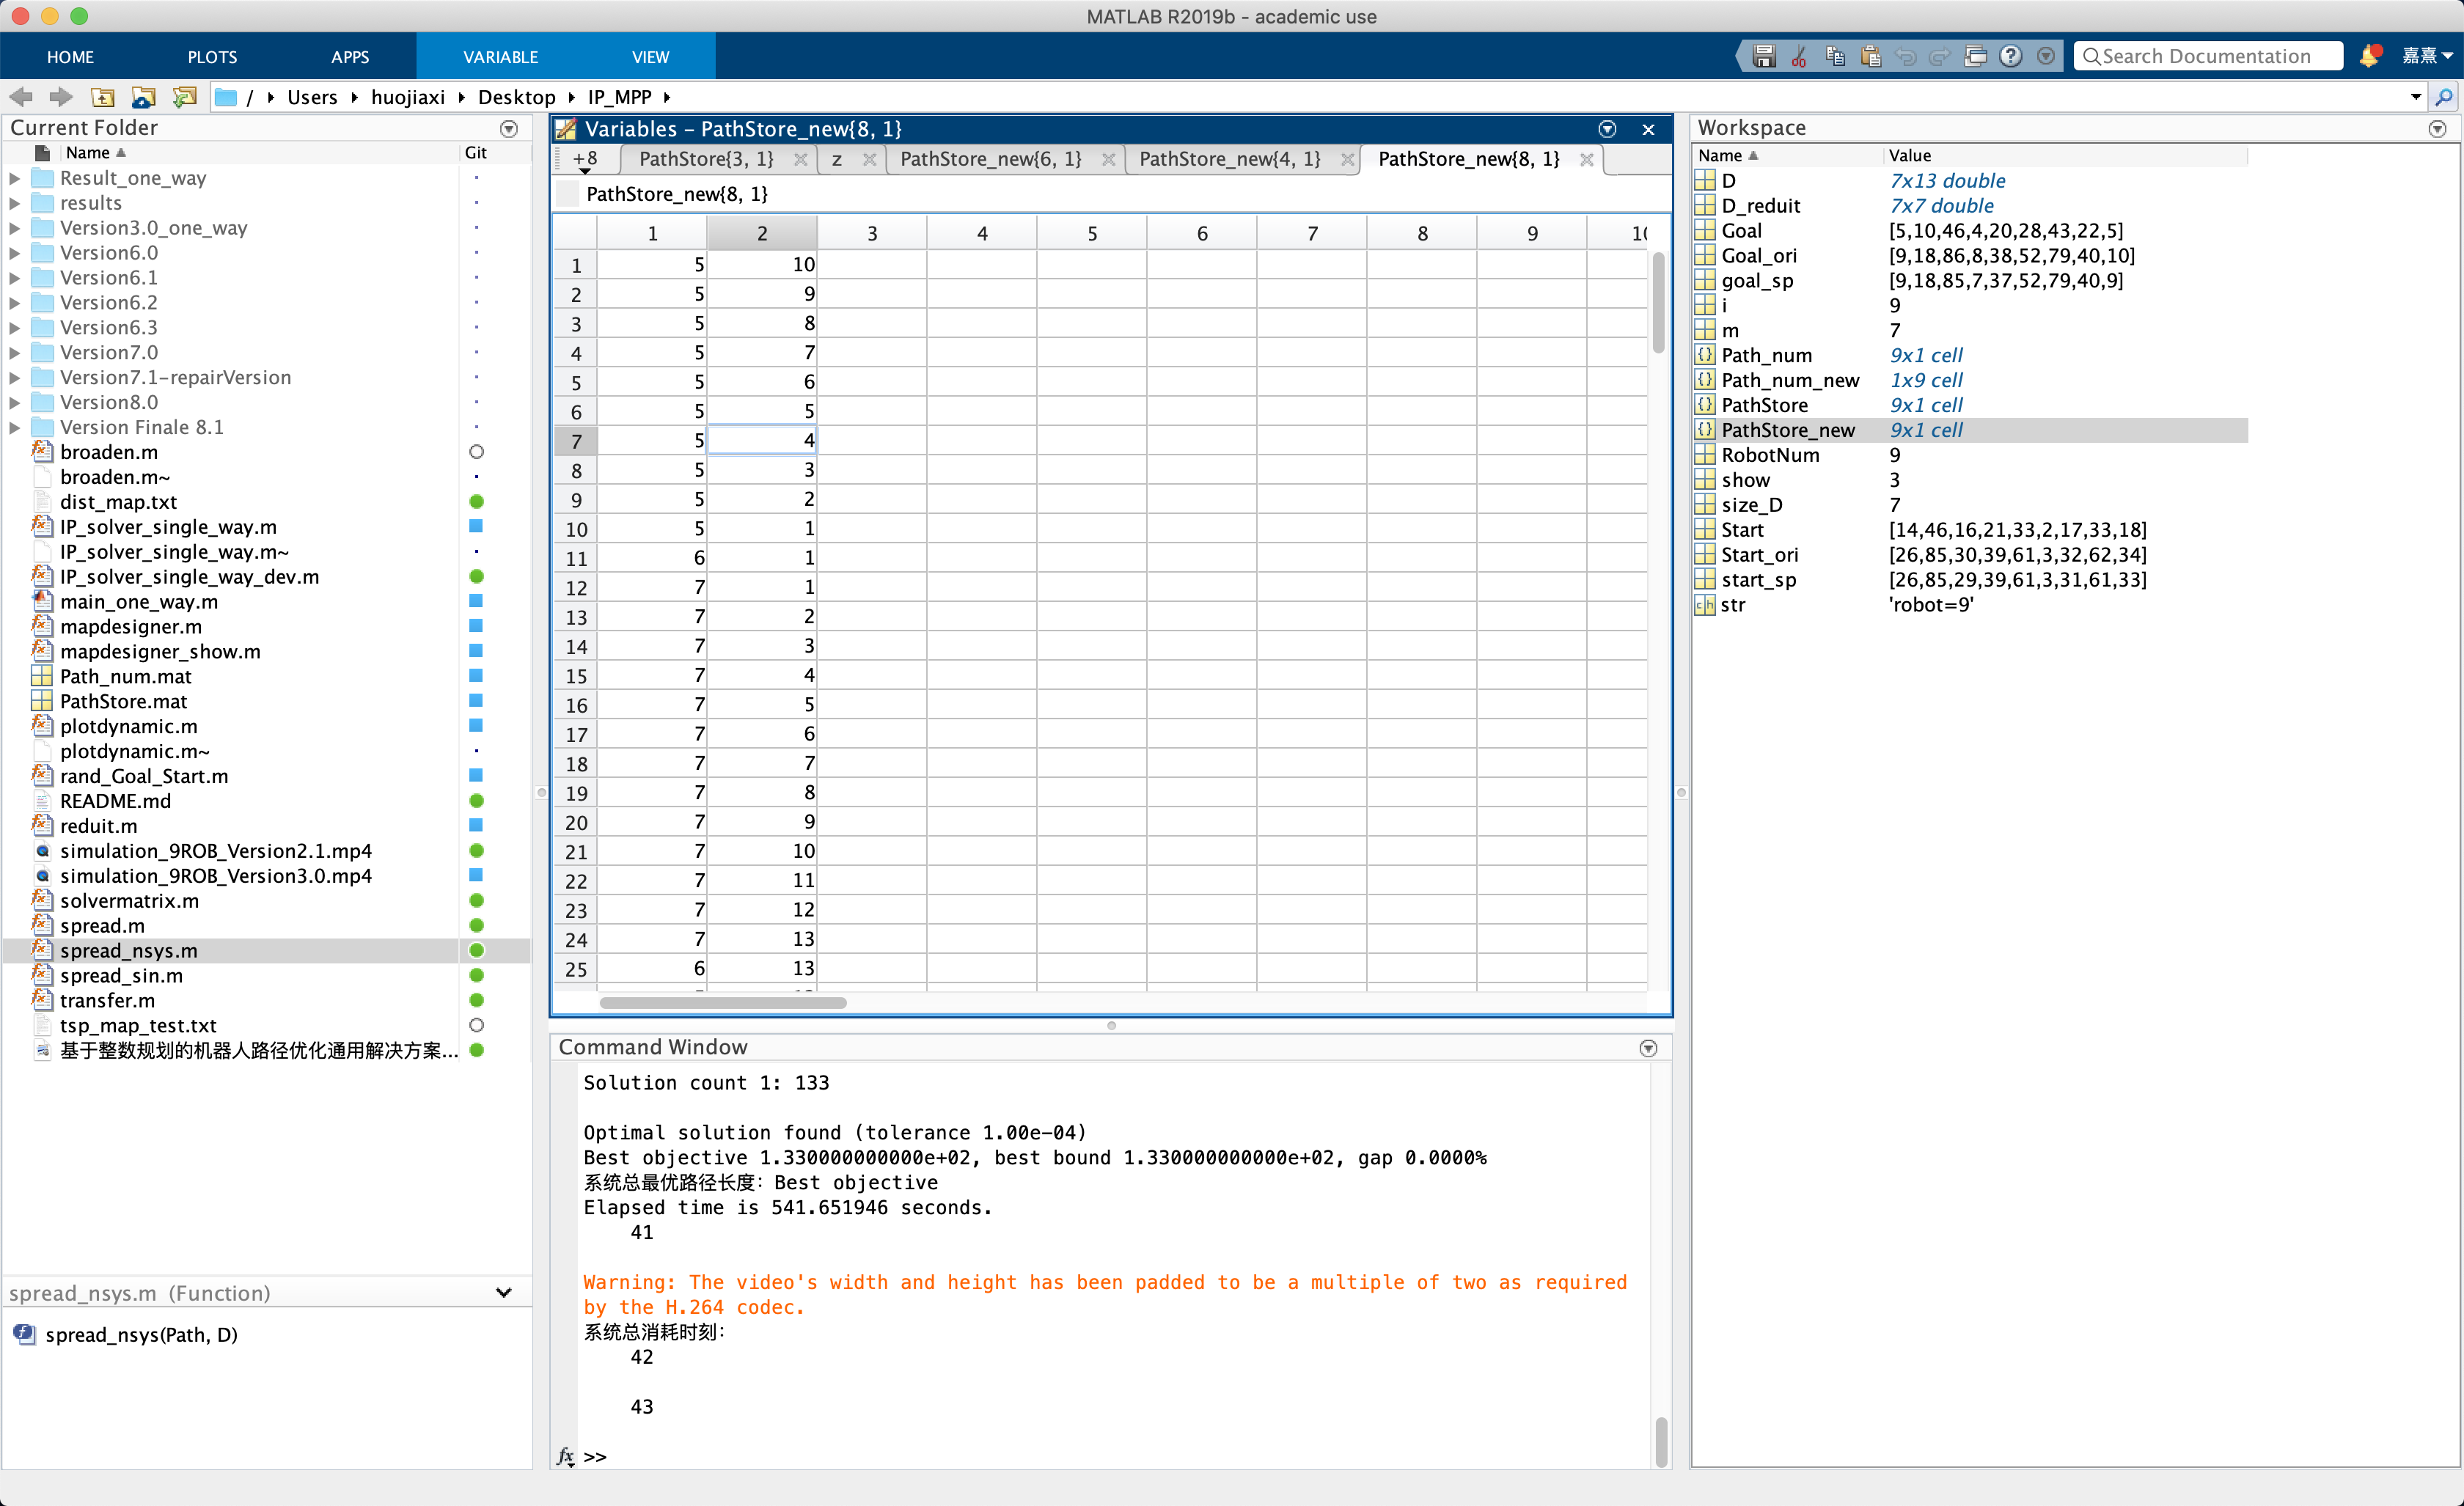 MATLAB R2019b - academic use
HOME PLOTS APPS VARIABLE VIEW
Search Documentation
嘉熹
/ Users huojiaxi Desktop IP_MPP
Current Folder
Name Git
Result_one_way
results
Version3.0_one_way
Version6.0
Version6.1
Version6.2
Version6.3
Version7.0
Version7.1-repairVersion
Version8.0
Version Finale 8.1
broaden.m
broaden.m~
dist_map.txt
IP_solver_single_way.m
IP_solver_single_way.m~
IP_solver_single_way_dev.m
main_one_way.m
mapdesigner.m
mapdesigner_show.m
Path_num.mat
PathStore.mat
plotdynamic.m
plotdynamic.m~
rand_Goal_Start.m
README.md
reduit.m
simulation_9ROB_Version2.1.mp4
simulation_9ROB_Version3.0.mp4
solvermatrix.m
spread.m
spread_nsys.m
spread_sin.m
transfer.m
tsp_map_test.txt
基于整数规划的机器人路径优化通用解决方案...
spread_nsys.m (Function)
spread_nsys(Path, D)
Variables - PathStore_new{8, 1}
+8 PathStore{3, 1} z PathStore_new{6, 1} PathStore_new{4, 1} PathStore_new{8, 1}
PathStore_new{8, 1}
1 2 3 4 5 6 7 8 9
1 5 10
2 5 9
3 5 8
4 5 7
5 5 6
6 5 5
7 5 4
8 5 3
9 5 2
10 5 1
11 6 1
12 7 1
13 7 2
14 7 3
15 7 4
16 7 5
17 7 6
18 7 7
19 7 8
20 7 9
21 7 10
22 7 11
23 7 12
24 7 13
25 6 13
Command Window
Solution count 1: 133
Optimal solution found (tolerance 1.00e-04)
Best objective 1.330000000000e+02, best bound 1.330000000000e+02, gap 0.0000%
系统总最优路径长度：Best objective
Elapsed time is 541.651946 seconds.
41
Warning: The video's width and height has been padded to be a multiple of two as required
by the H.264 codec.
系统总消耗时刻：
42
43
fx >>
Workspace
Name Value
D 7x13 double
D_reduit 7x7 double
Goal [5,10,46,4,20,28,43,22,5]
Goal_ori [9,18,86,8,38,52,79,40,10]
goal_sp [9,18,85,7,37,52,79,40,9]
i 9
m 7
Path_num 9x1 cell
Path_num_new 1x9 cell
PathStore 9x1 cell
PathStore_new 9x1 cell
RobotNum 9
show 3
size_D 7
Start [14,46,16,21,33,2,17,33,18]
Start_ori [26,85,30,39,61,3,32,62,34]
start_sp [26,85,29,39,61,3,31,61,33]
str 'robot=9'